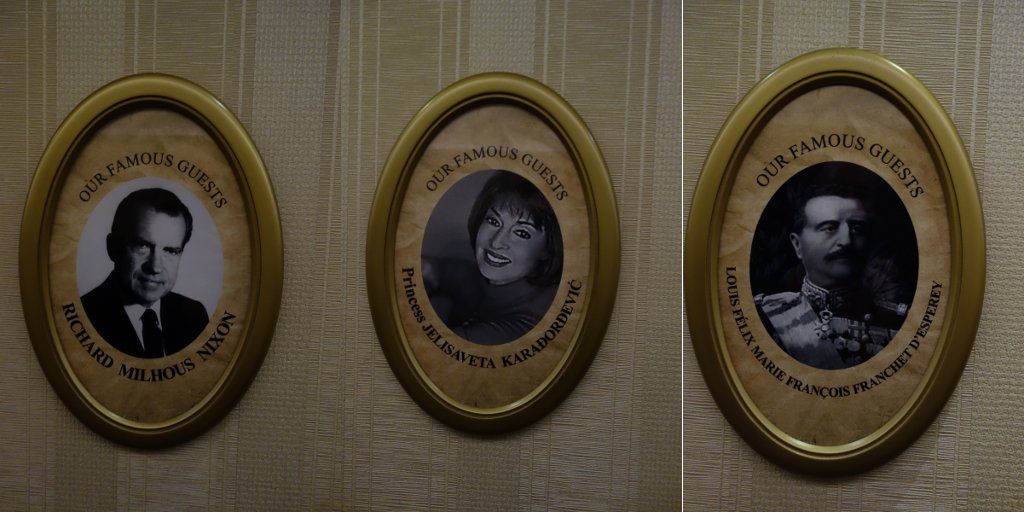 OUR FAMOUS GUESTS
RICHARD MILHOUS NIXON
OUR FAMOUS GUESTS
Princess JELISAVETA KARAĐORĐEVIĆ
OUR FAMOUS GUESTS
LOUIS FÉLIX MARIE FRANÇOIS FRANCHET D'ESPEREY